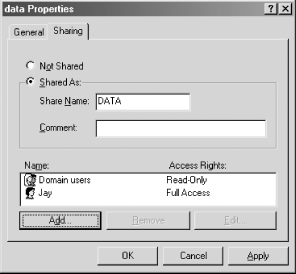 data Properties
General Sharing
Not Shared
Shared As:
Share Name: DATA
Comment:
Name: Access Rights:
Domain users Read-Only
Jay Full Access
Add... Remove Edit...
OK Cancel Apply